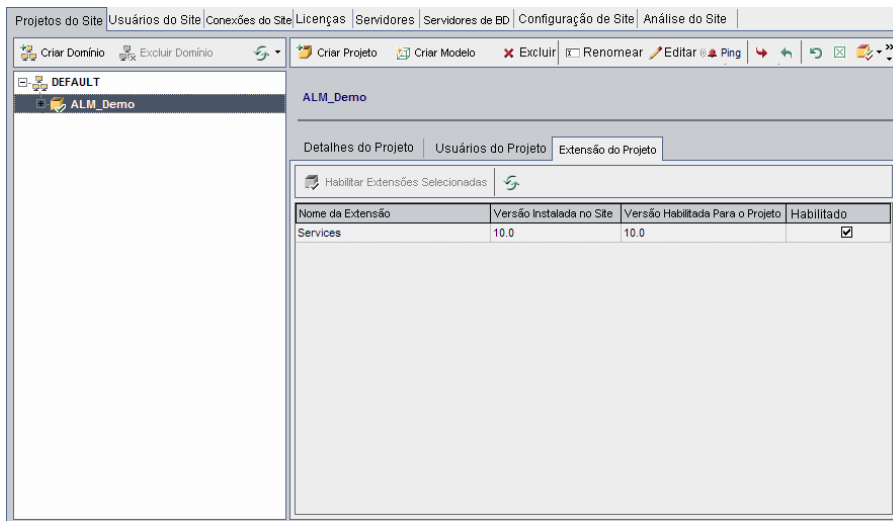 Projetos do Site Usuários do Site Conexões do Site Licenças Servidores Servidores de BD Configuração de Site Análise do Site
Criar Domínio Excluir Domínio Criar Projeto Criar Modelo Excluir Renomear Editar Ping
DEFAULT
ALM_Demo
ALM_Demo
Detalhes do Projeto Usuários do Projeto Extensão do Projeto
Habilitar Extensões Selecionadas
Nome da Extensão Versão Instalada no Site Versão Habilitada Para o Projeto Habilitado
Services 10.0 10.0